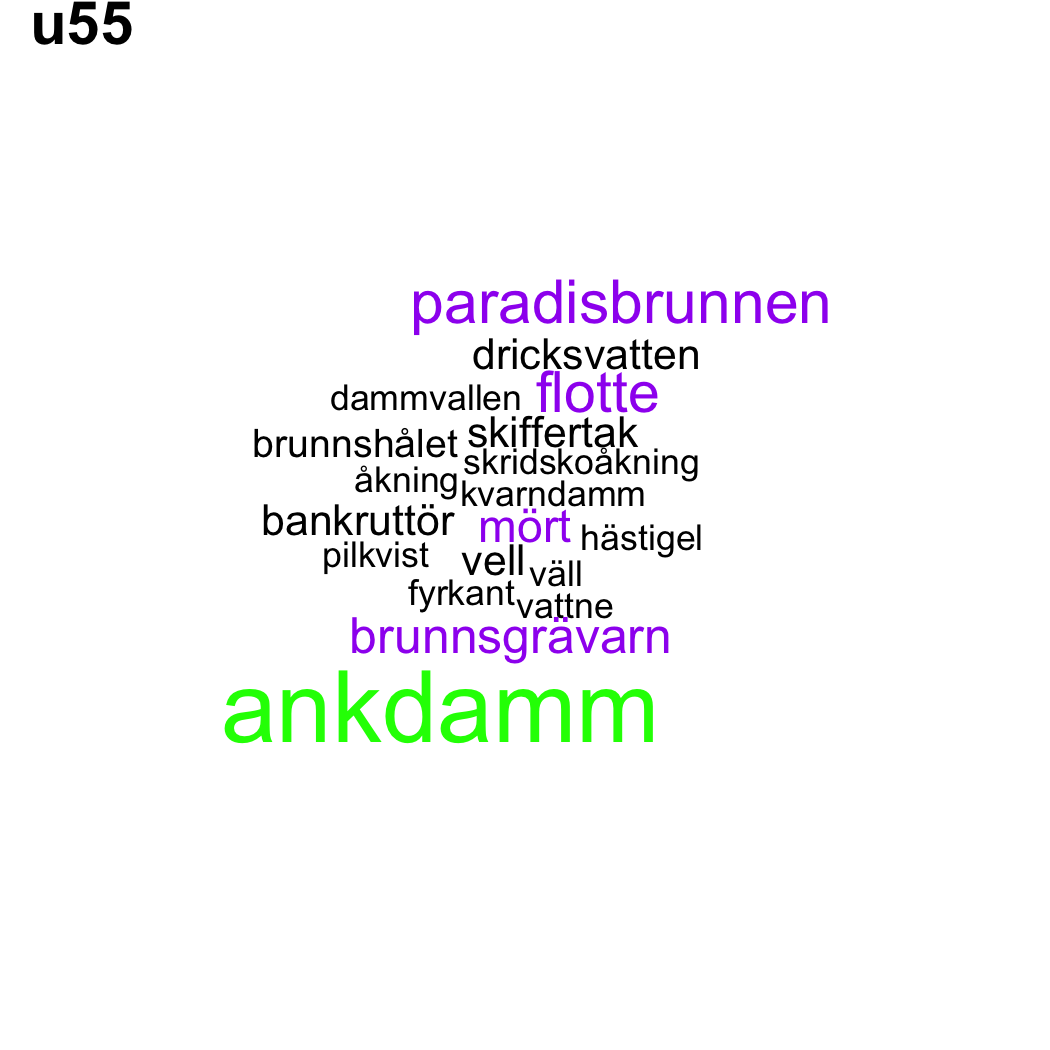 u55
paradisbrunnen
dricksvatten
dammvallen flotte
brunnshålet skiffertak
skridskoåkning
åkning kvarndamm
bankruttör mört hästigel
pilkvist vell väll
fyrkant vattne
brunnsgrävarn
ankdamm